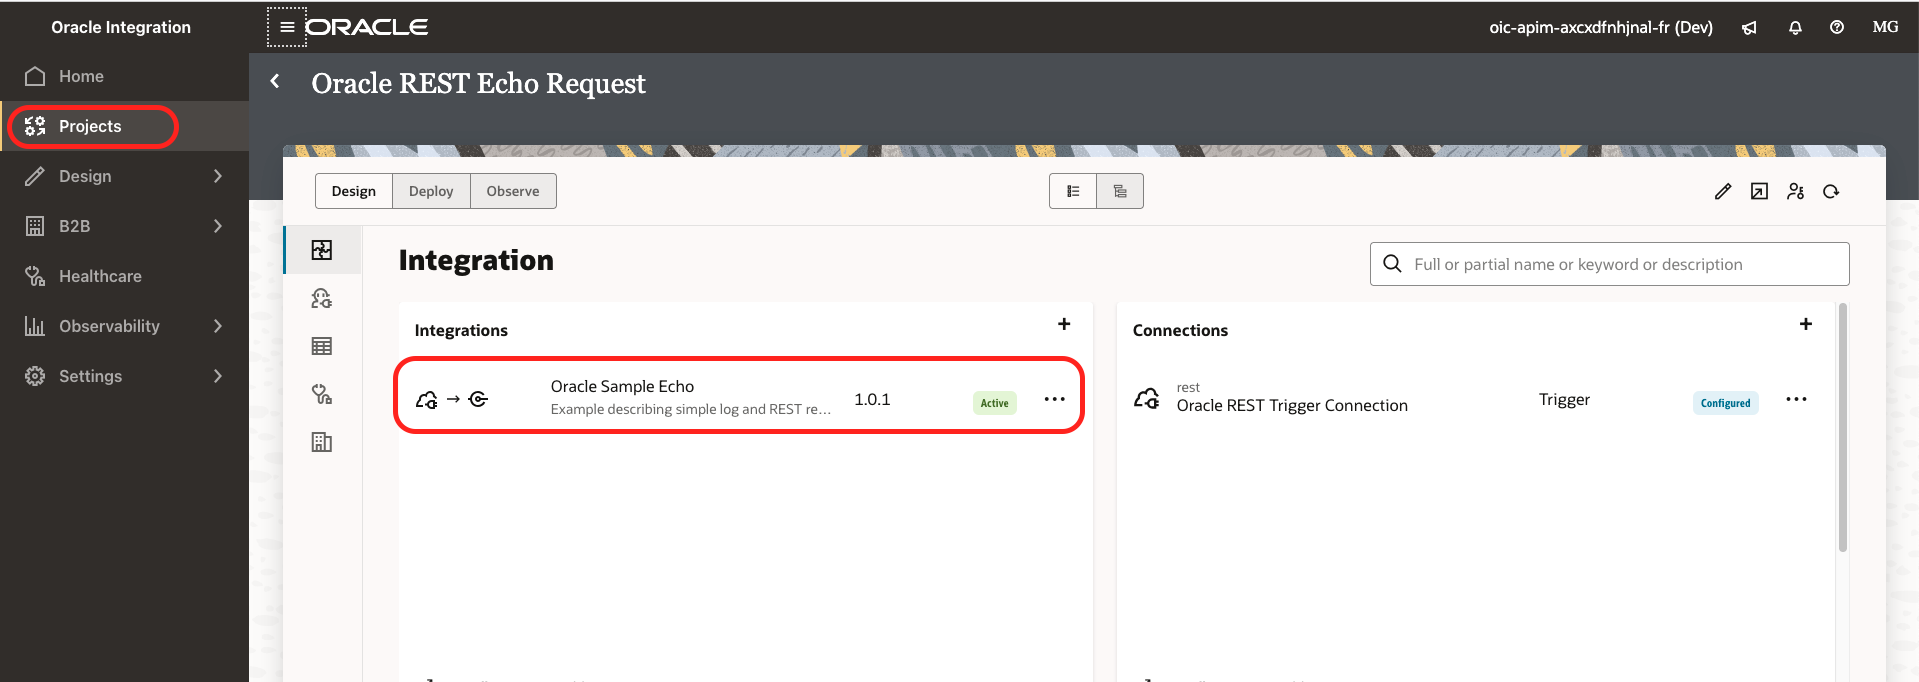 Oracle Integration
ORACLE
oic-apim-axcxdfnhjnal-fr (Dev)
MG
Home
Projects
Design
B2B
Healthcare
Observability
Settings
Oracle REST Echo Request
Design
Deploy
Observe
Integration
Full or partial name or keyword or description
Integrations
Oracle Sample Echo
Example describing simple log and REST re...
1.0.1
Active
Connections
rest
Oracle REST Trigger Connection
Trigger
Configured